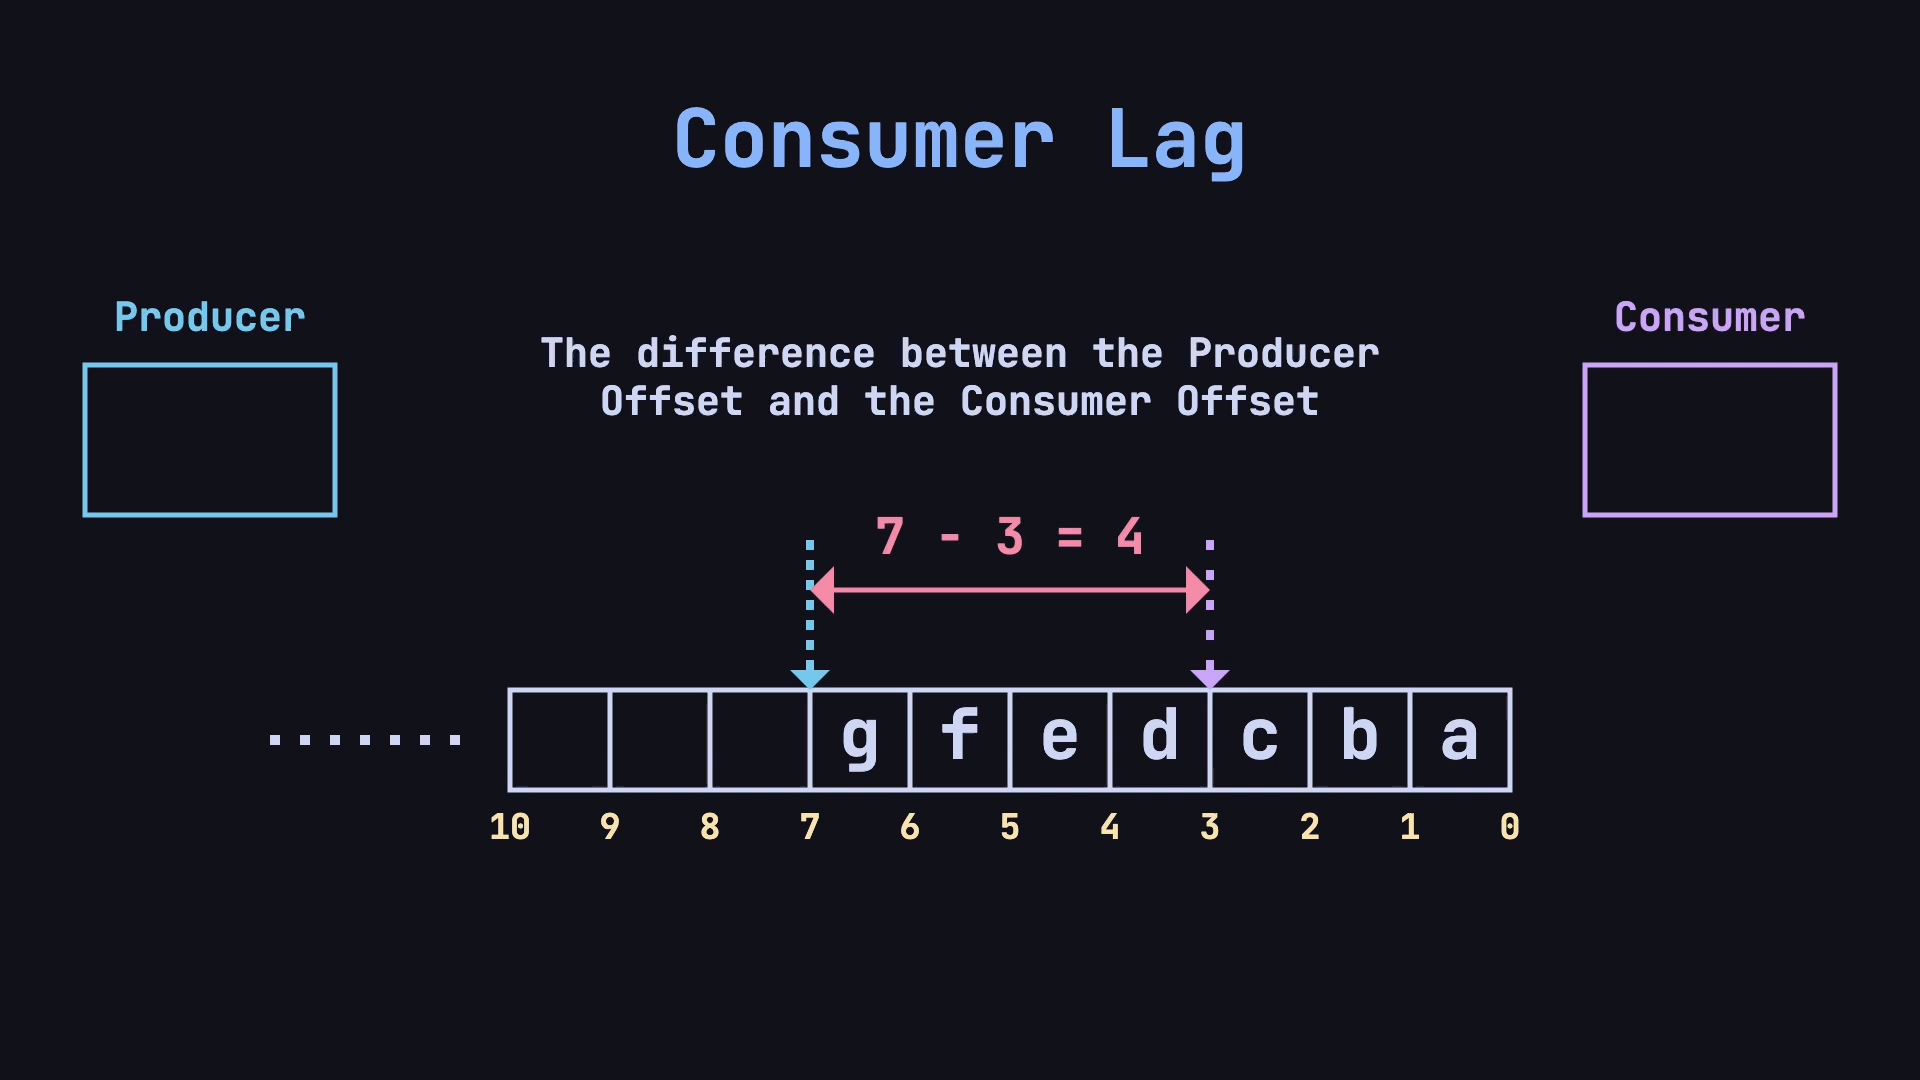 Consumer Lag
Producer
Consumer
The difference between the Producer
Offset and the Consumer Offset
7 - 3 = 4
g f e d c b a
10 9 8 7 6 5 4 3 2 1 0